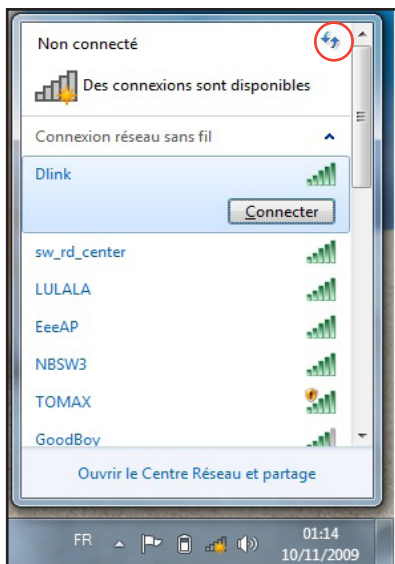 Non connecté
Des connexions sont disponibles
Connexion réseau sans fil
Dlink
Connecter
sw_rd_center
LULALA
EeeAP
NBSW3
TOMAX
GoodBoy
Ouvrir le Centre Réseau et partage
FR
01:14
10/11/2009